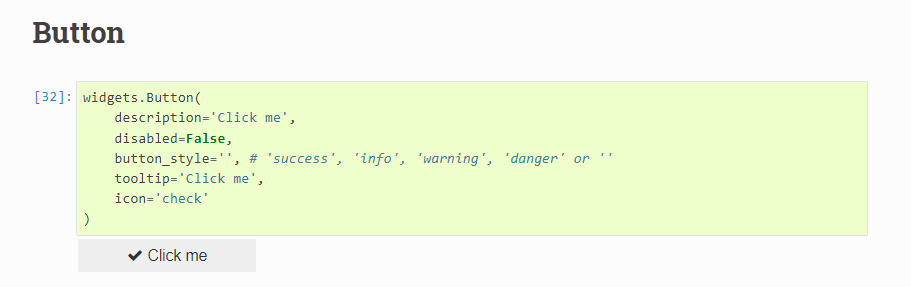 Button
[32]: widgets.Button(
    description='Click me',
    disabled=False,
    button_style='', # 'success', 'info', 'warning', 'danger' or ''
    tooltip='Click me',
    icon='check'
)
✔ Click me